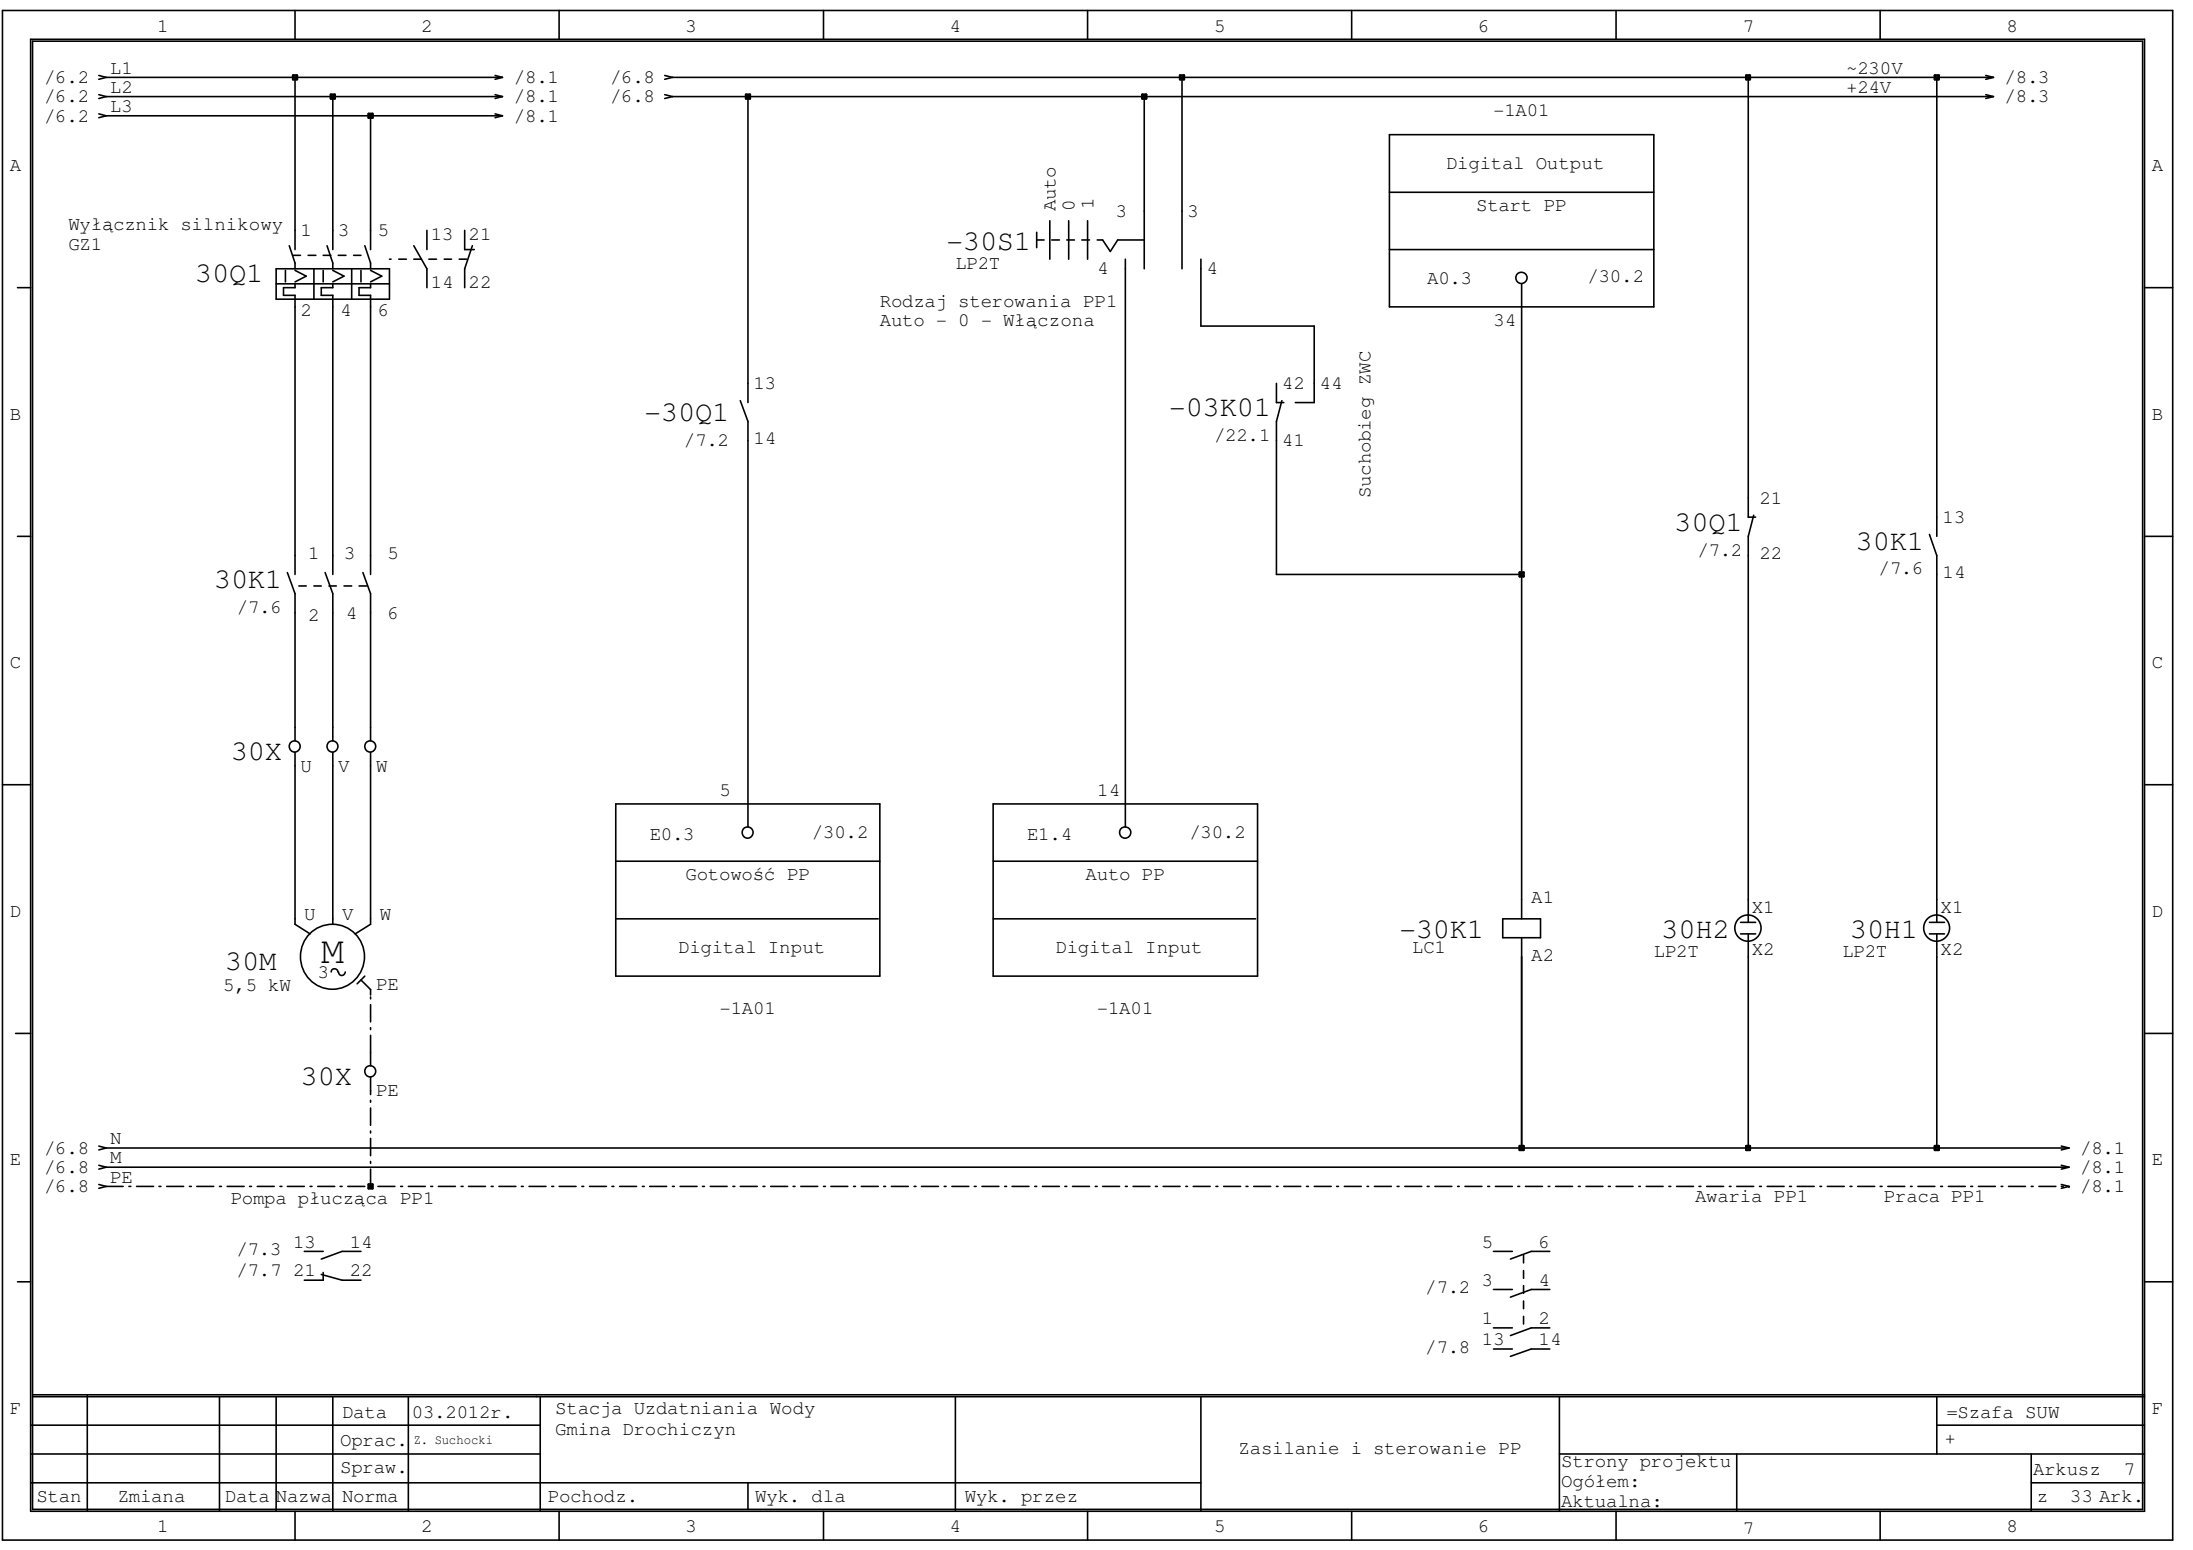 1 2 3 4 5 6 7 8
/6.2 L1 /8.1 /6.8 ~230V /8.3
/6.2 L2 /8.1 /6.8 +24V /8.3
/6.2 L3 /8.1
-1A01
A A
Digital Output
Start PP
A0.3 /30.2
34
Wyłącznik silnikowy
GZ1
30Q1
1 3 5
2 4 6
13 21
14 22
Auto
0
1
-30S1
LP2T
3 3
4 4
Rodzaj sterowania PP1
Auto - 0 - Włączona
B B
-30Q1
/7.2
13
14
-03K01
/22.1
42 44
41
Suchobieg ZWC
30Q1
/7.2
21
22
30K1
/7.6
13
14
30K1
/7.6
1 3 5
2 4 6
C C
30X
U V W
5
E0.3 /30.2
Gotowość PP
Digital Input
-1A01
14
E1.4 /30.2
Auto PP
Digital Input
-1A01
D D
U V W
30M
5,5 kW
M
3~
PE
-30K1
LC1
A1
A2
30H2
LP2T
X1
X2
30H1
LP2T
X1
X2
30X
PE
E E
/6.8 N /8.1
/6.8 M /8.1
/6.8 PE /8.1
Pompa płucząca PP1
Awaria PP1
Praca PP1
/7.3 13 14
/7.7 21 22
5 6
/7.2 3 4
1 2
/7.8 13 14
F F
Data 03.2012r.
Oprac. Z. Suchocki
Spraw.
Stan Zmiana Data Nazwa Norma
Stacja Uzdatniania Wody
Gmina Drochiczyn
Pochodz. Wyk. dla Wyk. przez
Zasilanie i sterowanie PP
Strony projektu
Ogółem:
Aktualna:
=Szafa SUW
+
Arkusz 7
z 33 Ark.
1 2 3 4 5 6 7 8